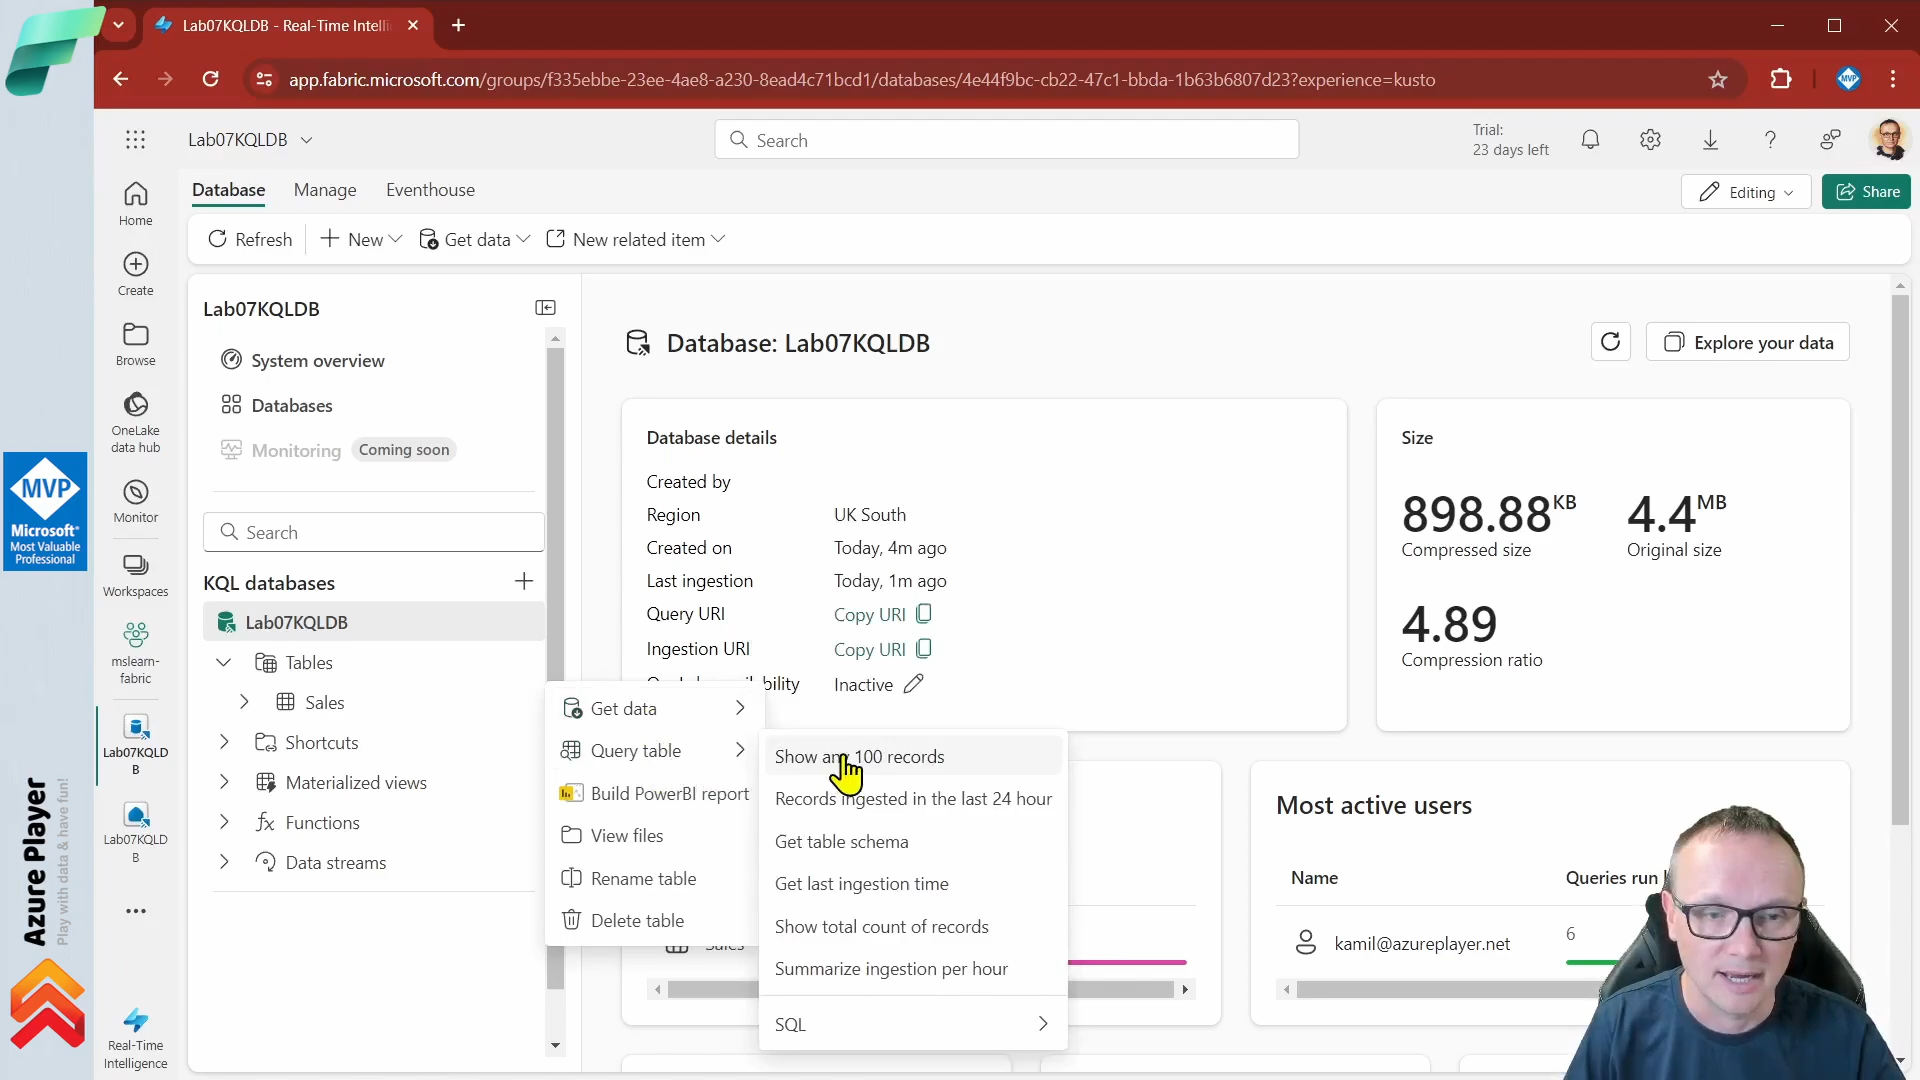 Lab07KQLDB - Real-Time Intelli
app.fabric.microsoft.com/groups/f335ebbe-23ee-4ae8-a230-8ead4c71bcd1/databases/4e44f9bc-cb22-47c1-bbda-1b63b6807d23?experience=kusto
MVP
Lab07KQLDB
Search
Trial:
23 days left
Database
Manage
Eventhouse
Editing
Share
Refresh
New
Get data
New related item
Home
Create
Browse
OneLake
data hub
Monitor
Workspaces
mslearn-
fabric
Lab07KQLD
B
Lab07KQLD
B
Real-Time
Intelligence
MVP
Microsoft®
Most Valuable
Professional
Azure Player
Play with data & have fun!
Lab07KQLDB
System overview
Databases
Monitoring
Coming soon
Search
KQL databases
Lab07KQLDB
Tables
Sales
Shortcuts
Materialized views
Functions
Data streams
Database: Lab07KQLDB
Explore your data
Database details
Created by
Region
UK South
Created on
Today, 4m ago
Last ingestion
Today, 1m ago
Query URI
Copy URI
Ingestion URI
Copy URI
Inactive
Size
898.88 KB
Compressed size
4.4 MB
Original size
4.89
Compression ratio
Get data
Query table
Build PowerBI report
View files
Rename table
Delete table
Show any 100 records
Records ingested in the last 24 hour
Get table schema
Get last ingestion time
Show total count of records
Summarize ingestion per hour
SQL
Sales
Most active users
Name
Queries run
kamil@azureplayer.net
6